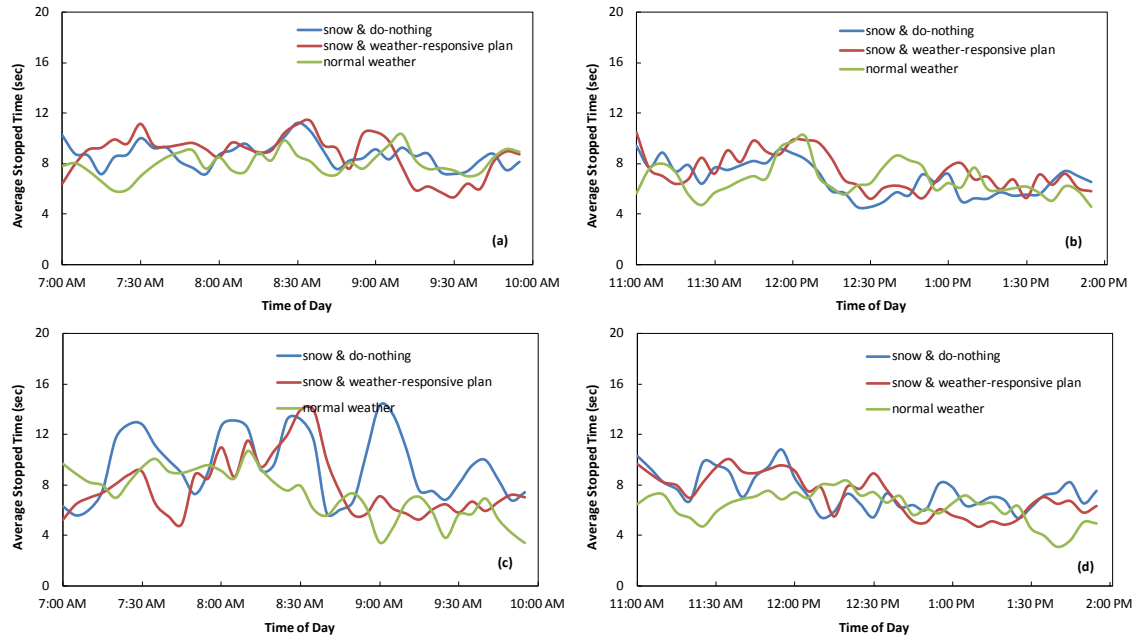 20
16
12
8
4
0
Average Stopped Time (sec)
snow & do-nothing
snow & weather-responsive plan
normal weather
(a)
7:00 AM 7:30 AM 8:00 AM 8:30 AM 9:00 AM 9:30 AM 10:00 AM
Time of Day
20
16
12
8
4
0
Average Stopped Time (sec)
snow & do-nothing
snow & weather-responsive plan
normal weather
(b)
11:00 AM 11:30 AM 12:00 PM 12:30 PM 1:00 PM 1:30 PM 2:00 PM
Time of Day
20
16
12
8
4
0
Average Stopped Time (sec)
snow & do-nothing
snow & weather-responsive plan
normal weather
(c)
7:00 AM 7:30 AM 8:00 AM 8:30 AM 9:00 AM 9:30 AM 10:00 AM
Time of Day
20
16
12
8
4
0
Average Stopped Time (sec)
snow & do-nothing
snow & weather-responsive plan
normal weather
(d)
11:00 AM 11:30 AM 12:00 PM 12:30 PM 1:00 PM 1:30 PM 2:00 PM
Time of Day